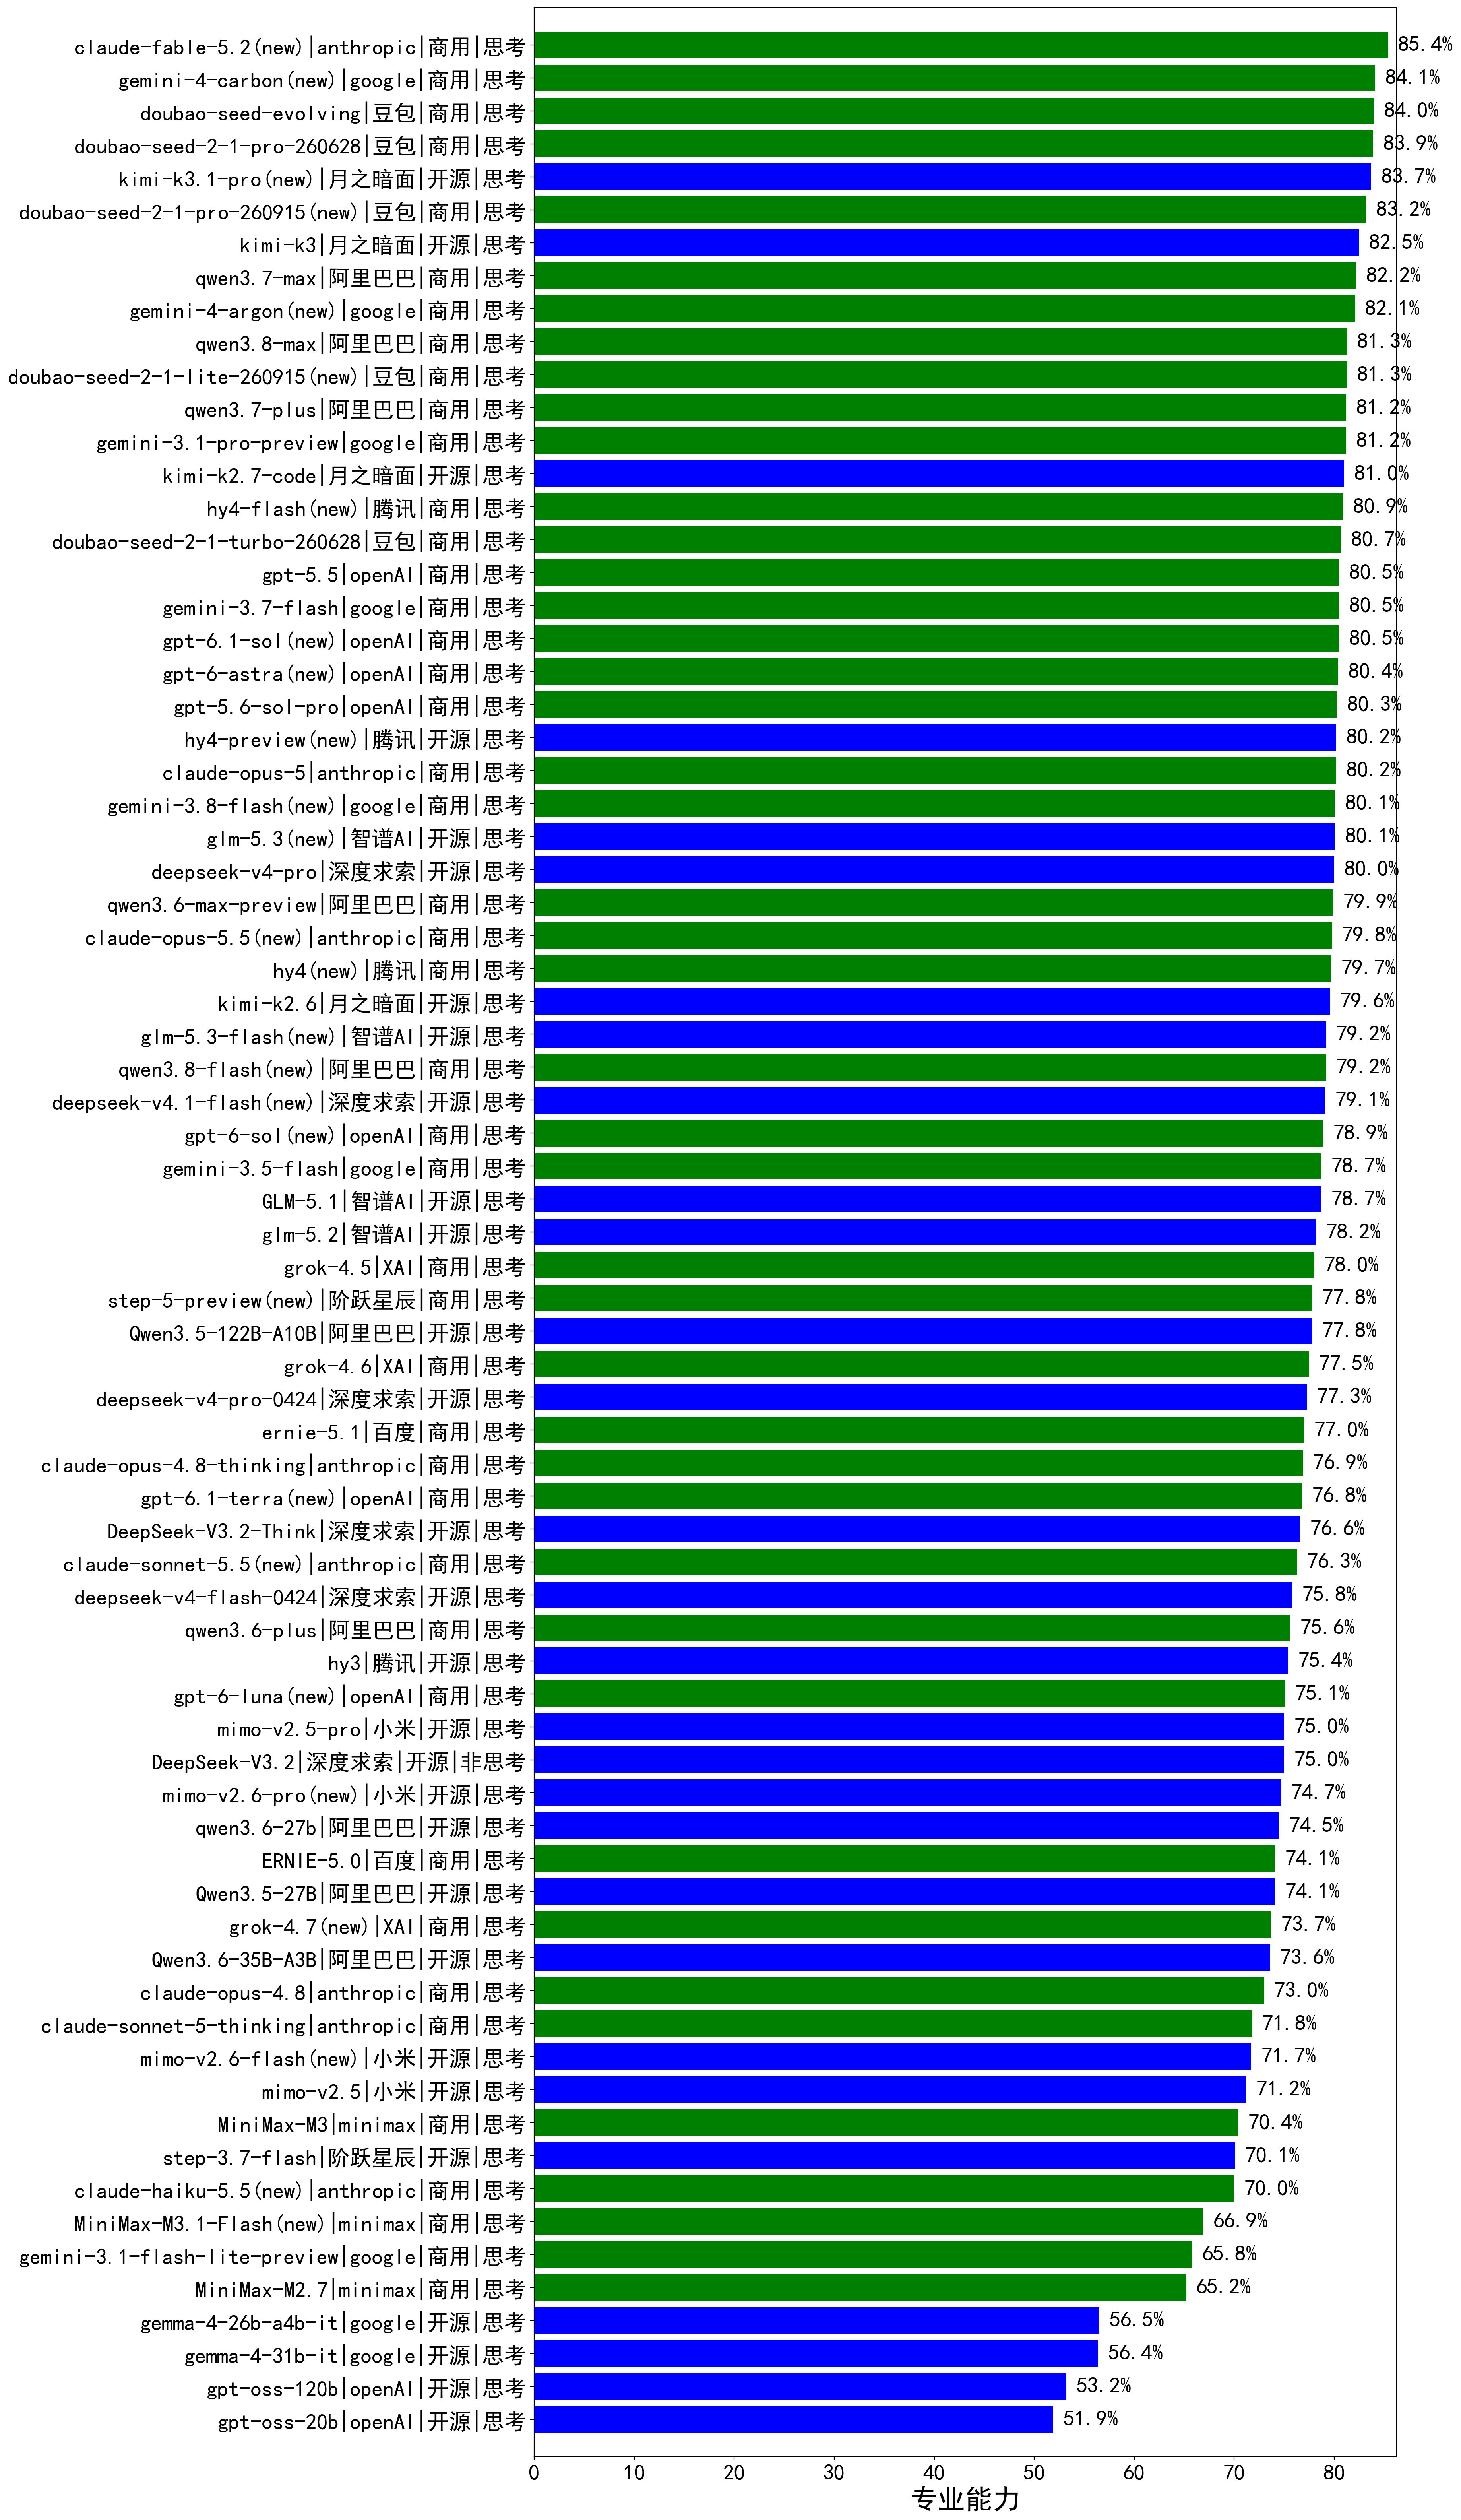 claude-fable-5.2(new)|anthropic|商用|思考 85.4%
gemini-4-carbon(new)|google|商用|思考 84.1%
doubao-seed-evolving|豆包|商用|思考 84.0%
doubao-seed-2-1-pro-260628|豆包|商用|思考 83.9%
kimi-k3.1-pro(new)|月之暗面|开源|思考 83.7%
doubao-seed-2-1-pro-260915(new)|豆包|商用|思考 83.2%
kimi-k3|月之暗面|开源|思考 82.5%
qwen3.7-max|阿里巴巴|商用|思考 82.2%
gemini-4-argon(new)|google|商用|思考 82.1%
qwen3.8-max|阿里巴巴|商用|思考 81.3%
doubao-seed-2-1-lite-260915(new)|豆包|商用|思考 81.3%
qwen3.7-plus|阿里巴巴|商用|思考 81.2%
gemini-3.1-pro-preview|google|商用|思考 81.2%
kimi-k2.7-code|月之暗面|开源|思考 81.0%
hy4-flash(new)|腾讯|商用|思考 80.9%
doubao-seed-2-1-turbo-260628|豆包|商用|思考 80.7%
gpt-5.5|openAI|商用|思考 80.5%
gemini-3.7-flash|google|商用|思考 80.5%
gpt-6.1-sol(new)|openAI|商用|思考 80.5%
gpt-6-astra(new)|openAI|商用|思考 80.4%
gpt-5.6-sol-pro|openAI|商用|思考 80.3%
hy4-preview(new)|腾讯|开源|思考 80.2%
claude-opus-5|anthropic|商用|思考 80.2%
gemini-3.8-flash(new)|google|商用|思考 80.1%
glm-5.3(new)|智谱AI|开源|思考 80.1%
deepseek-v4-pro|深度求索|开源|思考 80.0%
qwen3.6-max-preview|阿里巴巴|商用|思考 79.9%
claude-opus-5.5(new)|anthropic|商用|思考 79.8%
hy4(new)|腾讯|商用|思考 79.7%
kimi-k2.6|月之暗面|开源|思考 79.6%
glm-5.3-flash(new)|智谱AI|开源|思考 79.2%
qwen3.8-flash(new)|阿里巴巴|商用|思考 79.2%
deepseek-v4.1-flash(new)|深度求索|开源|思考 79.1%
gpt-6-sol(new)|openAI|商用|思考 78.9%
gemini-3.5-flash|google|商用|思考 78.7%
GLM-5.1|智谱AI|开源|思考 78.7%
glm-5.2|智谱AI|开源|思考 78.2%
grok-4.5|XAI|商用|思考 78.0%
step-5-preview(new)|阶跃星辰|商用|思考 77.8%
Qwen3.5-122B-A10B|阿里巴巴|开源|思考 77.8%
grok-4.6|XAI|商用|思考 77.5%
deepseek-v4-pro-0424|深度求索|开源|思考 77.3%
ernie-5.1|百度|商用|思考 77.0%
claude-opus-4.8-thinking|anthropic|商用|思考 76.9%
gpt-6.1-terra(new)|openAI|商用|思考 76.8%
DeepSeek-V3.2-Think|深度求索|开源|思考 76.6%
claude-sonnet-5.5(new)|anthropic|商用|思考 76.3%
deepseek-v4-flash-0424|深度求索|开源|思考 75.8%
qwen3.6-plus|阿里巴巴|商用|思考 75.6%
hy3|腾讯|开源|思考 75.4%
gpt-6-luna(new)|openAI|商用|思考 75.1%
mimo-v2.5-pro|小米|开源|思考 75.0%
DeepSeek-V3.2|深度求索|开源|非思考 75.0%
mimo-v2.6-pro(new)|小米|开源|思考 74.7%
qwen3.6-27b|阿里巴巴|开源|思考 74.5%
ERNIE-5.0|百度|商用|思考 74.1%
Qwen3.5-27B|阿里巴巴|开源|思考 74.1%
grok-4.7(new)|XAI|商用|思考 73.7%
Qwen3.6-35B-A3B|阿里巴巴|开源|思考 73.6%
claude-opus-4.8|anthropic|商用|思考 73.0%
claude-sonnet-5-thinking|anthropic|商用|思考 71.8%
mimo-v2.6-flash(new)|小米|开源|思考 71.7%
mimo-v2.5|小米|开源|思考 71.2%
MiniMax-M3|minimax|商用|思考 70.4%
step-3.7-flash|阶跃星辰|开源|思考 70.1%
claude-haiku-5.5(new)|anthropic|商用|思考 70.0%
MiniMax-M3.1-Flash(new)|minimax|商用|思考 66.9%
gemini-3.1-flash-lite-preview|google|商用|思考 65.8%
MiniMax-M2.7|minimax|商用|思考 65.2%
gemma-4-26b-a4b-it|google|开源|思考 56.5%
gemma-4-31b-it|google|开源|思考 56.4%
gpt-oss-120b|openAI|开源|思考 53.2%
gpt-oss-20b|openAI|开源|思考 51.9%
0 10 20 30 40 50 60 70 80
专业能力